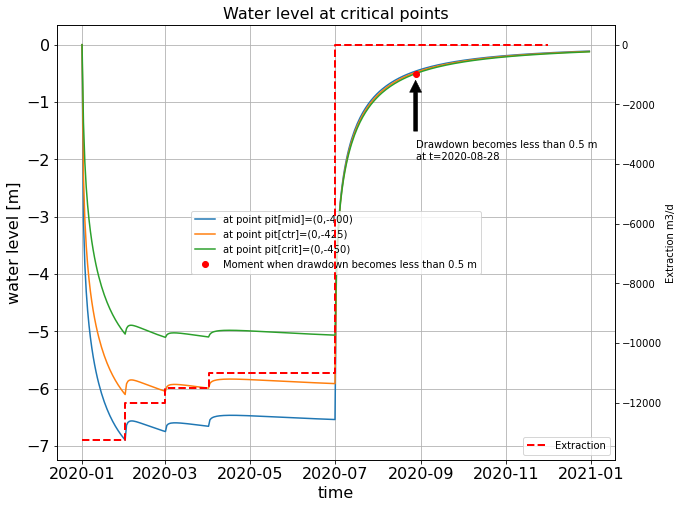 Water level at critical points
water level [m]
0
−1
−2
−3
−4
−5
−6
−7
0
−2000
−4000
−6000
−8000
−10000
−12000
Extraction m3/d
Drawdown becomes less than 0.5 m
at t=2020-08-28
at point pit[mid]=(0,-400)
at point pit[ctr]=(0,-425)
at point pit[crit]=(0,-450)
Moment when drawdown becomes less than 0.5 m
Extraction
2020-01 2020-03 2020-05 2020-07 2020-09 2020-11 2021-01
time